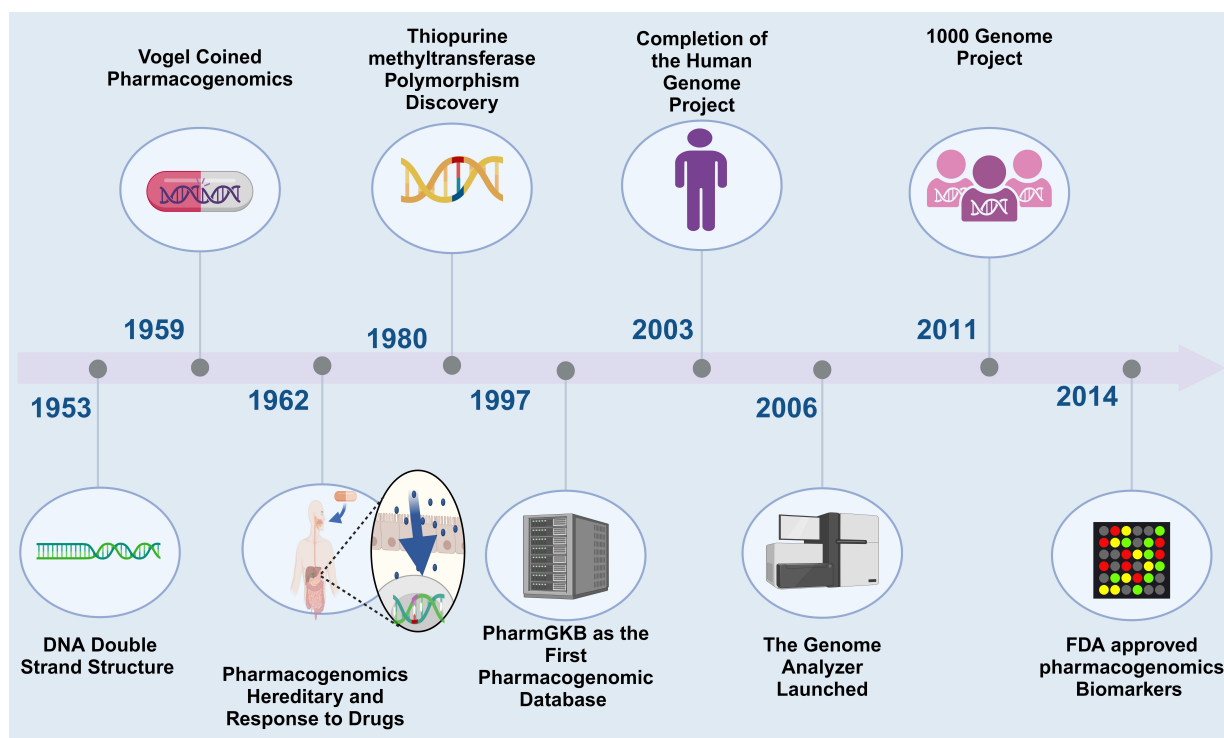 Vogel Coined
Pharmacogenomics
Thiopurine
methyltransferase
Polymorphism
Discovery
Completion of
the Human
Genome
Project
1000 Genome
Project
1959
1980
2003
2011
1953
1962
1997
2006
2014
DNA Double
Strand Structure
Pharmacogenomics
Hereditary and
Response to Drugs
PharmGKB as the
First
Pharmacogenomic
Database
The Genome
Analyzer
Launched
FDA approved
pharmacogenomics
Biomarkers